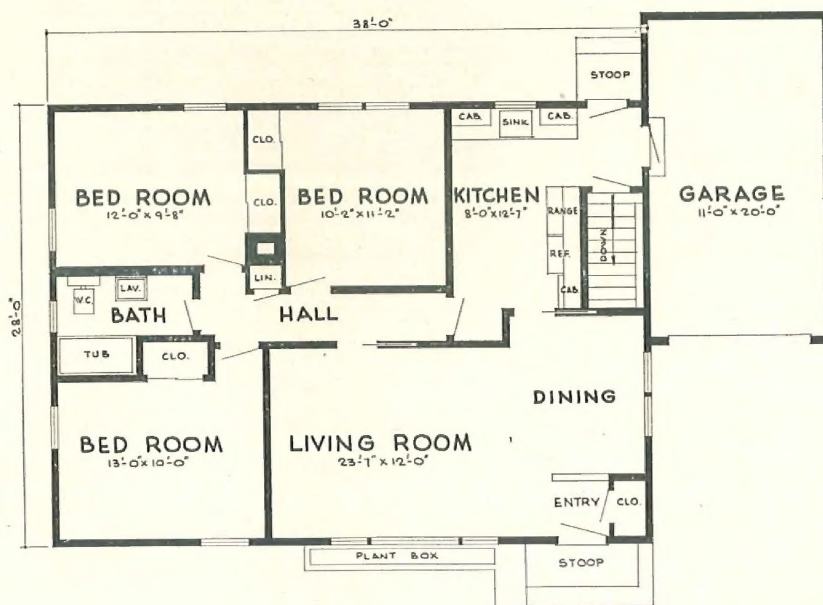 38'-0"
STOOP
CAB.
SINK
CAB.
CLO.
BED ROOM
12'-0" x 9'-8"
CLO.
BED ROOM
10'-2" x 11'-2"
KITCHEN
8'-0" x 12'-7"
RANGE
REF.
CAB.
DOWN
GARAGE
11'-0" x 20'-0"
28'-0"
LIN.
W.C.
LAV.
BATH
HALL
TUB
CLO.
DINING
BED ROOM
13'-0" x 10'-0"
LIVING ROOM
23'-7" x 12'-0"
ENTRY
CLO.
PLANT BOX
STOOP